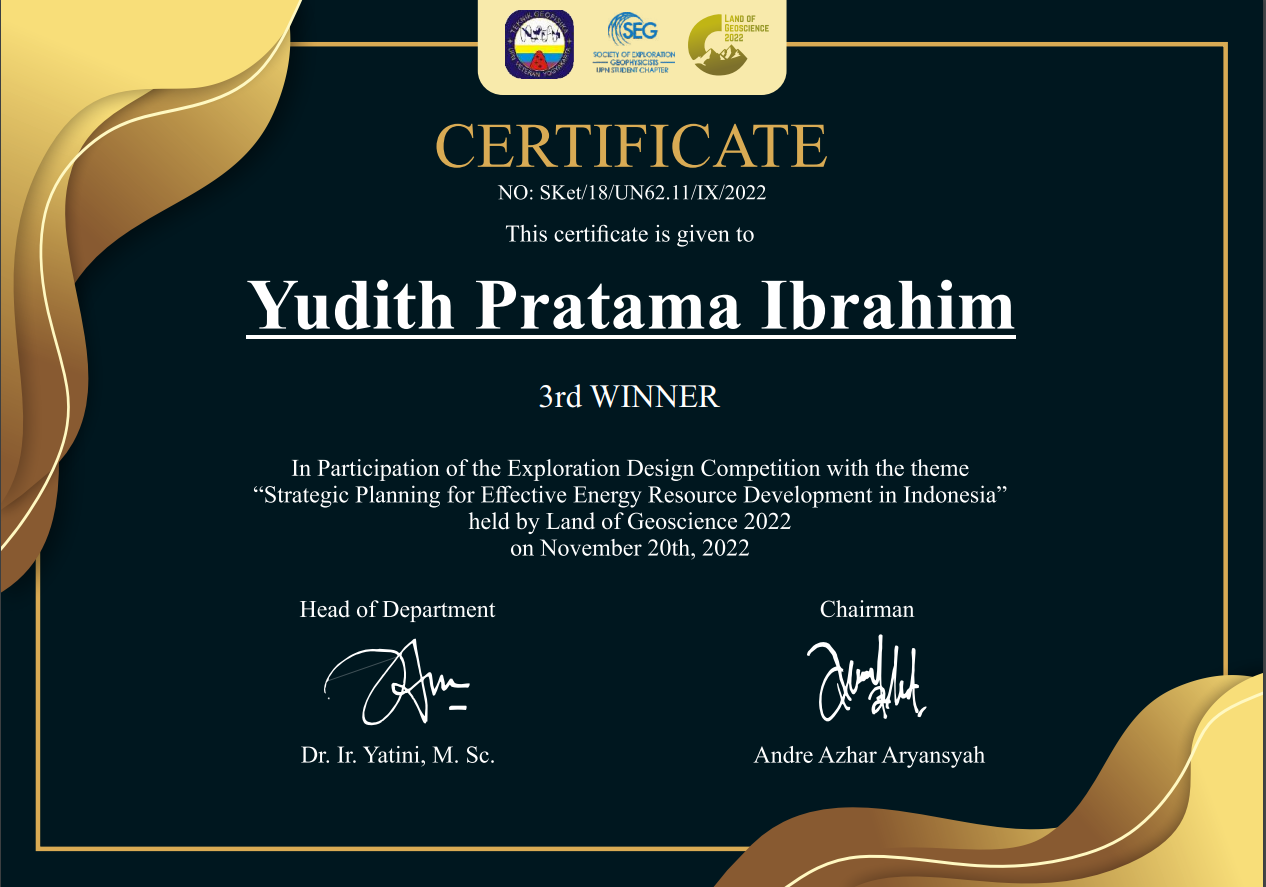 TEKNIK GEOFISIKA
UPN VETERAN YOGYAKARTA
SEG
SOCIETY OF EXPLORATION
GEOPHYSICISTS
UPN STUDENT CHAPTER
LAND OF
GEOSCIENCE
2022
CERTIFICATE
NO: SKet/18/UN62.11/IX/2022
This certificate is given to
Yudith Pratama Ibrahim
3rd WINNER
In Participation of the Exploration Design Competition with the theme
“Strategic Planning for Effective Energy Resource Development in Indonesia”
held by Land of Geoscience 2022
on November 20th, 2022
Head of Department
Chairman
Dr. Ir. Yatini, M. Sc.
Andre Azhar Aryansyah